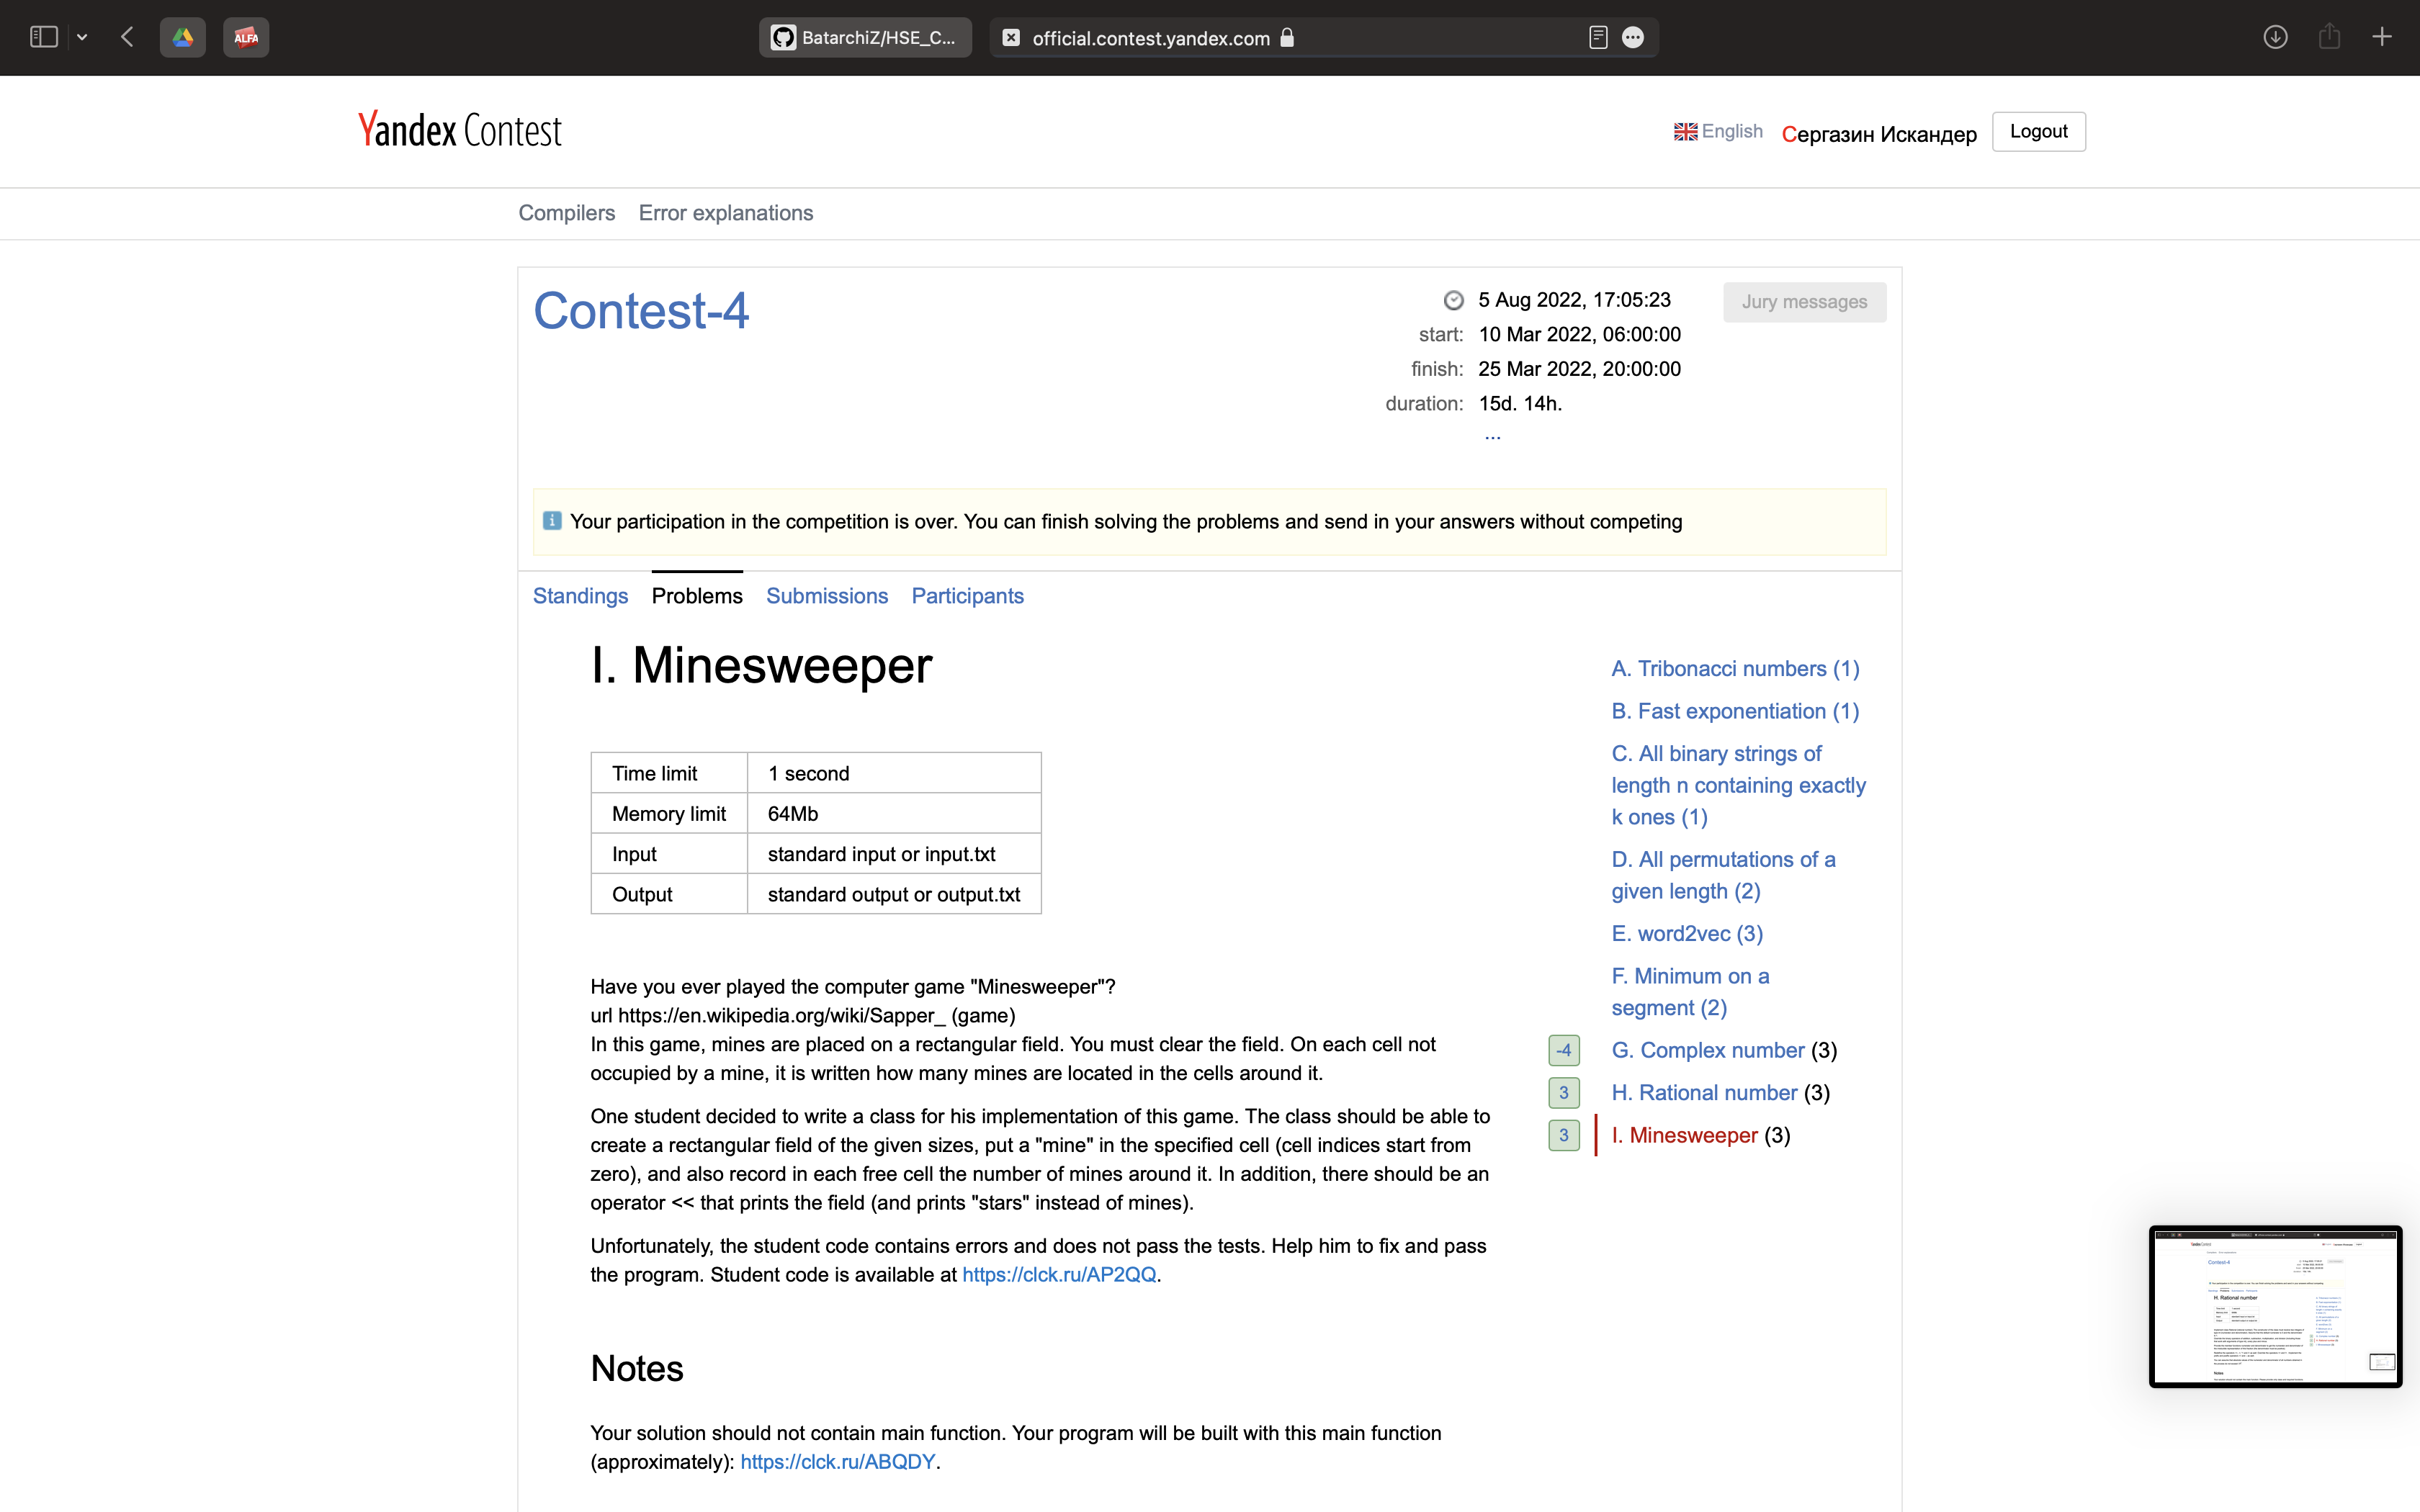 ALFA
BatarchiZ/HSE_C...
official.contest.yandex.com
Yandex Contest
English
Сергазин Искандер
Logout
Compilers
Error explanations
Contest-4
5 Aug 2022, 17:05:23
Jury messages
start: 10 Mar 2022, 06:00:00
finish: 25 Mar 2022, 20:00:00
duration: 15d. 14h.
...
Your participation in the competition is over. You can finish solving the problems and send in your answers without competing
Standings
Problems
Submissions
Participants
I. Minesweeper
Time limit 1 second
Memory limit 64Mb
Input standard input or input.txt
Output standard output or output.txt
Have you ever played the computer game "Minesweeper"?
url https://en.wikipedia.org/wiki/Sapper_ (game)
In this game, mines are placed on a rectangular field. You must clear the field. On each cell not
occupied by a mine, it is written how many mines are located in the cells around it.
One student decided to write a class for his implementation of this game. The class should be able to
create a rectangular field of the given sizes, put a "mine" in the specified cell (cell indices start from
zero), and also record in each free cell the number of mines around it. In addition, there should be an
operator << that prints the field (and prints "stars" instead of mines).
Unfortunately, the student code contains errors and does not pass the tests. Help him to fix and pass
the program. Student code is available at https://clck.ru/AP2QQ.
Notes
Your solution should not contain main function. Your program will be built with this main function
(approximately): https://clck.ru/ABQDY.
A. Tribonacci numbers (1)
B. Fast exponentiation (1)
C. All binary strings of
length n containing exactly
k ones (1)
D. All permutations of a
given length (2)
E. word2vec (3)
F. Minimum on a
segment (2)
-4 G. Complex number (3)
3 H. Rational number (3)
3 I. Minesweeper (3)
Contest-4
H. Rational number